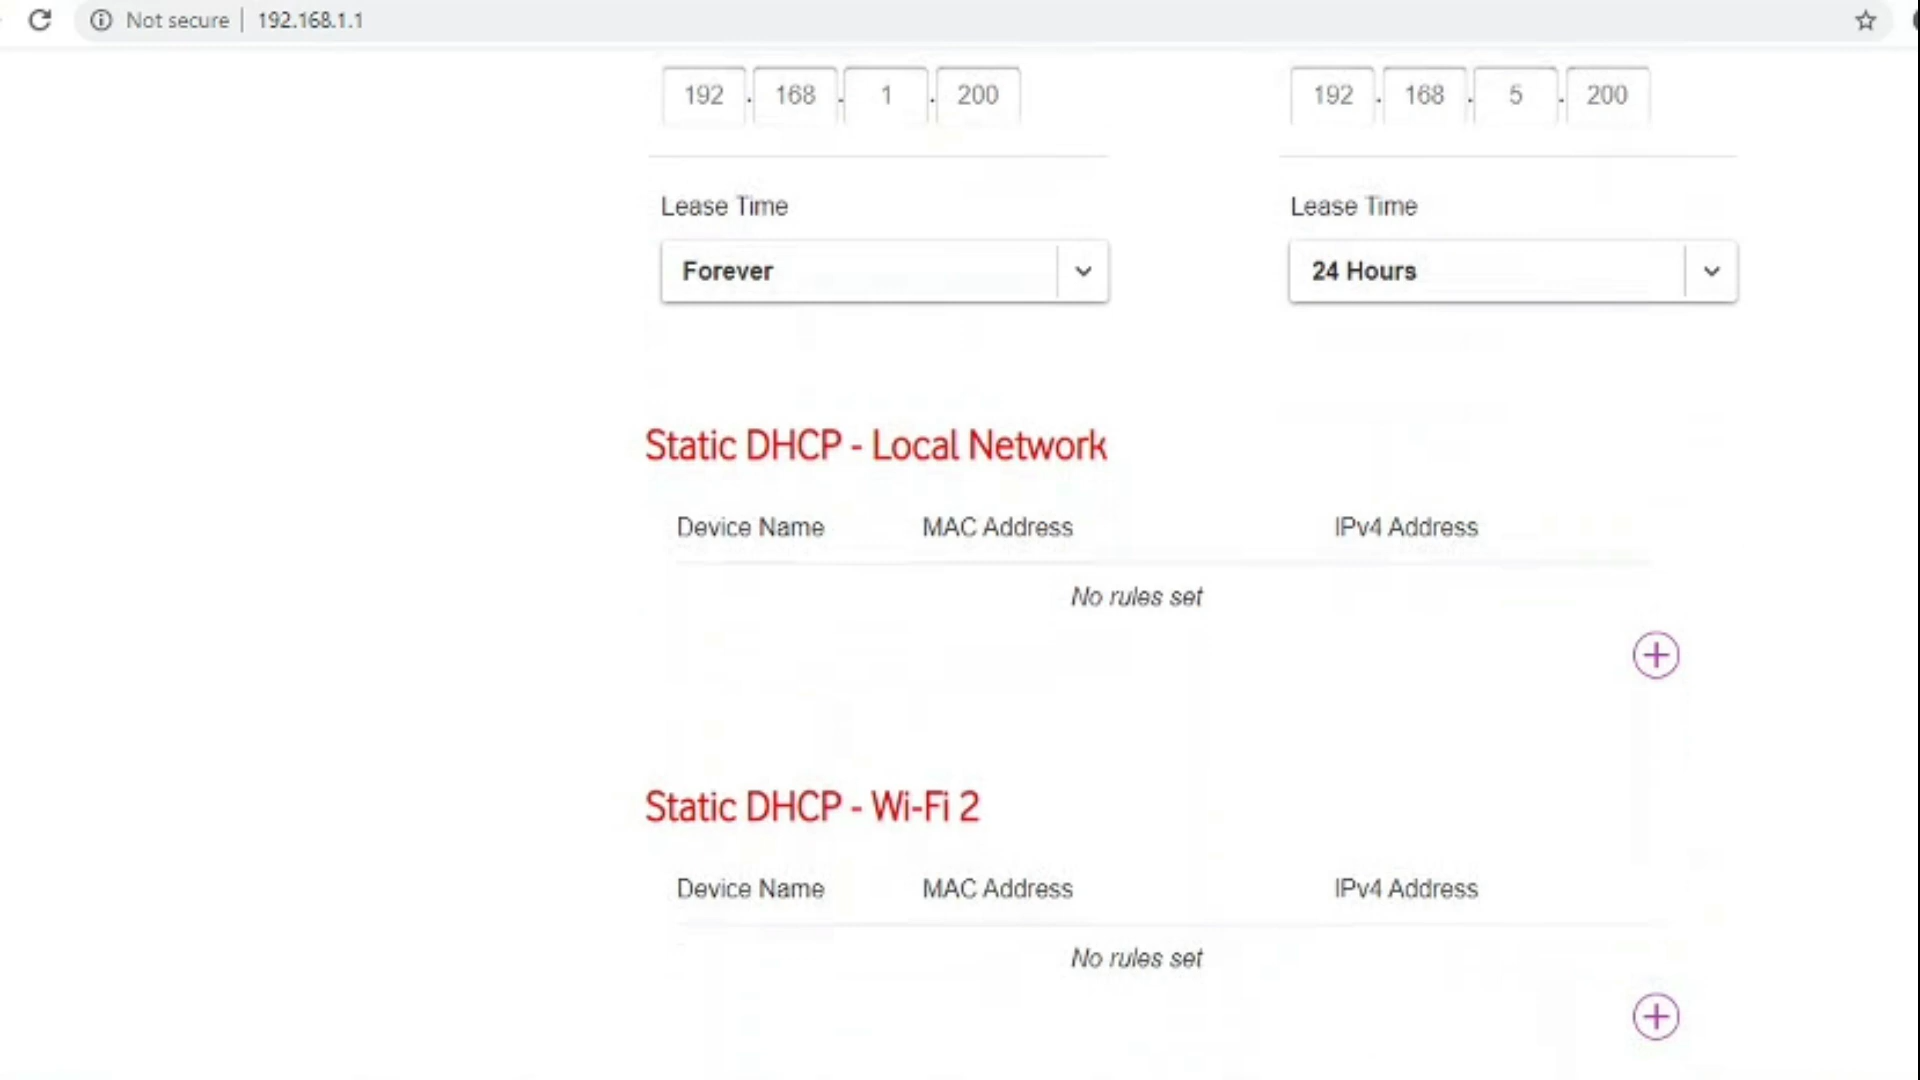 Not secure | 192.168.1.1
192 . 168 . 1 . 200
192 . 168 . 5 . 200
Lease Time
Lease Time
Forever
24 Hours
Static DHCP - Local Network
Device Name MAC Address IPv4 Address
No rules set
Static DHCP - Wi-Fi 2
Device Name MAC Address IPv4 Address
No rules set